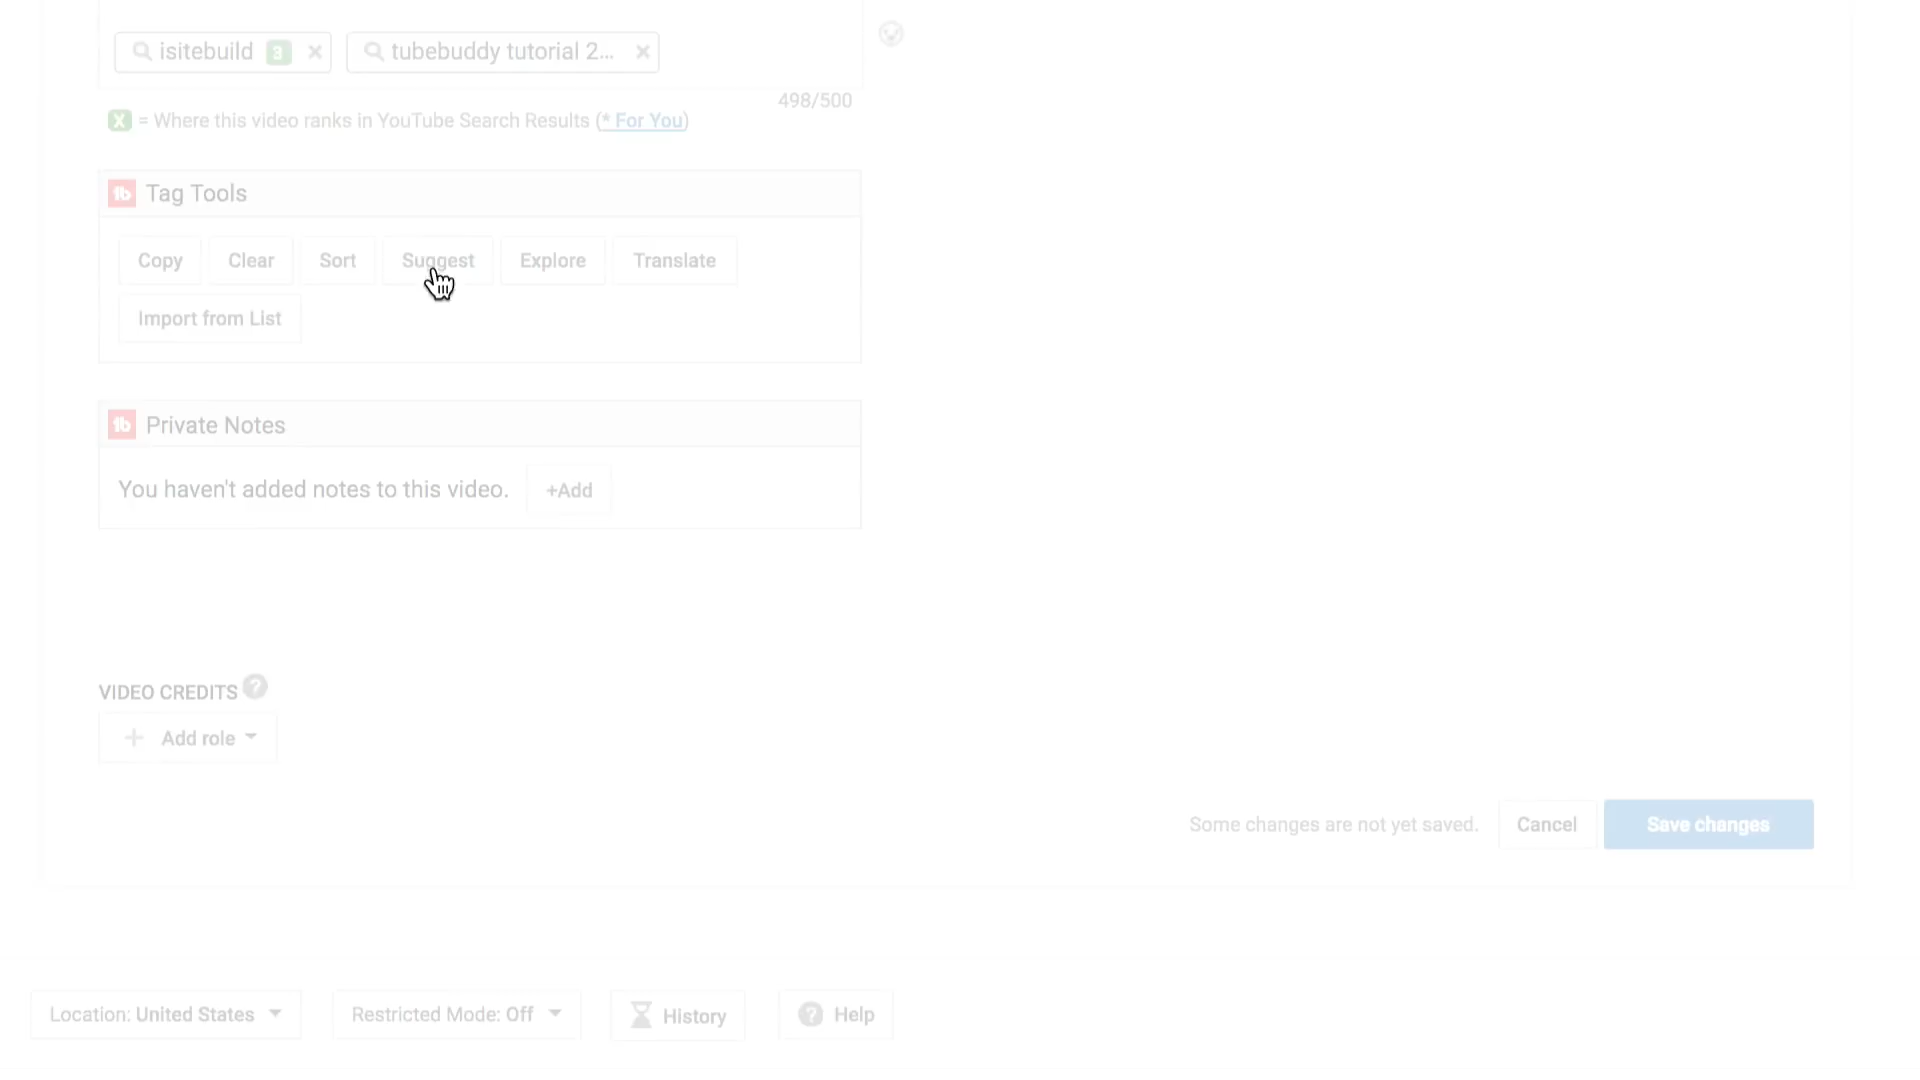 isitebuild 3 × tubebuddy tutorial 2... ×
498/500
X = Where this video ranks in YouTube Search Results (* For You)
tb Tag Tools
Copy Clear Sort Suggest Explore Translate
Import from List
tb Private Notes
You haven't added notes to this video. +Add
VIDEO CREDITS ?
+ Add role
Some changes are not yet saved. Cancel Save changes
Location: United States Restricted Mode: Off History ? Help